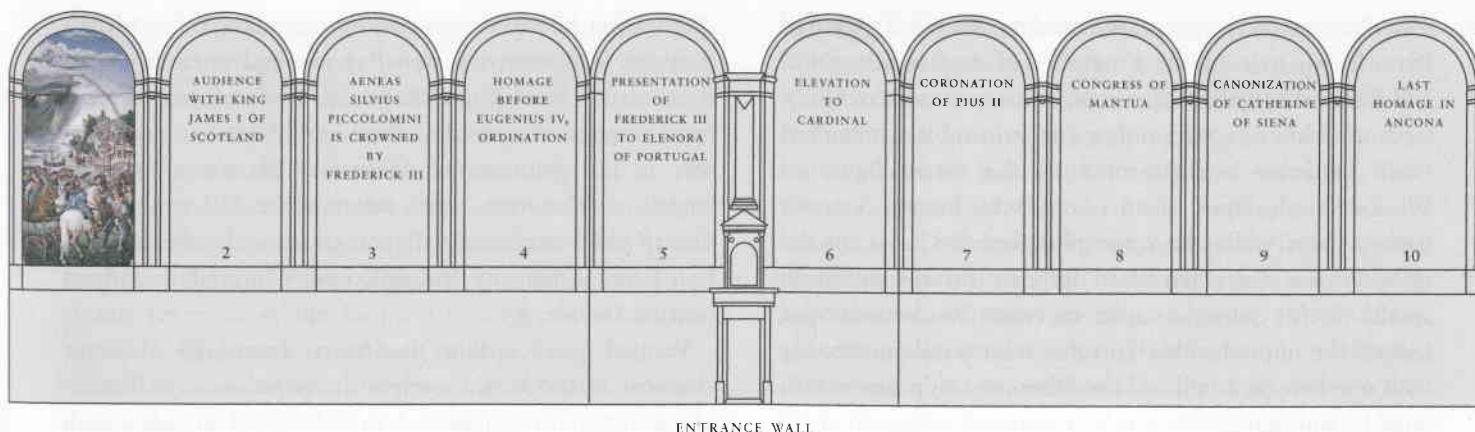 AUDIENCE
WITH KING
JAMES I OF
SCOTLAND
2
AENEAS
SILVIUS
PICCOLOMINI
IS CROWNED
BY
FREDERICK III
3
HOMAGE
BEFORE
EUGENIUS IV,
ORDINATION
4
PRESENTATION
OF
FREDERICK III
TO ELENORA
OF PORTUGAL
5
ELEVATION
TO
CARDINAL
6
CORONATION
OF PIUS II
7
CONGRESS OF
MANTUA
8
CANONIZATION
OF CATHERINE
OF SIENA
9
LAST
HOMAGE IN
ANCONA
10
ENTRANCE WALL